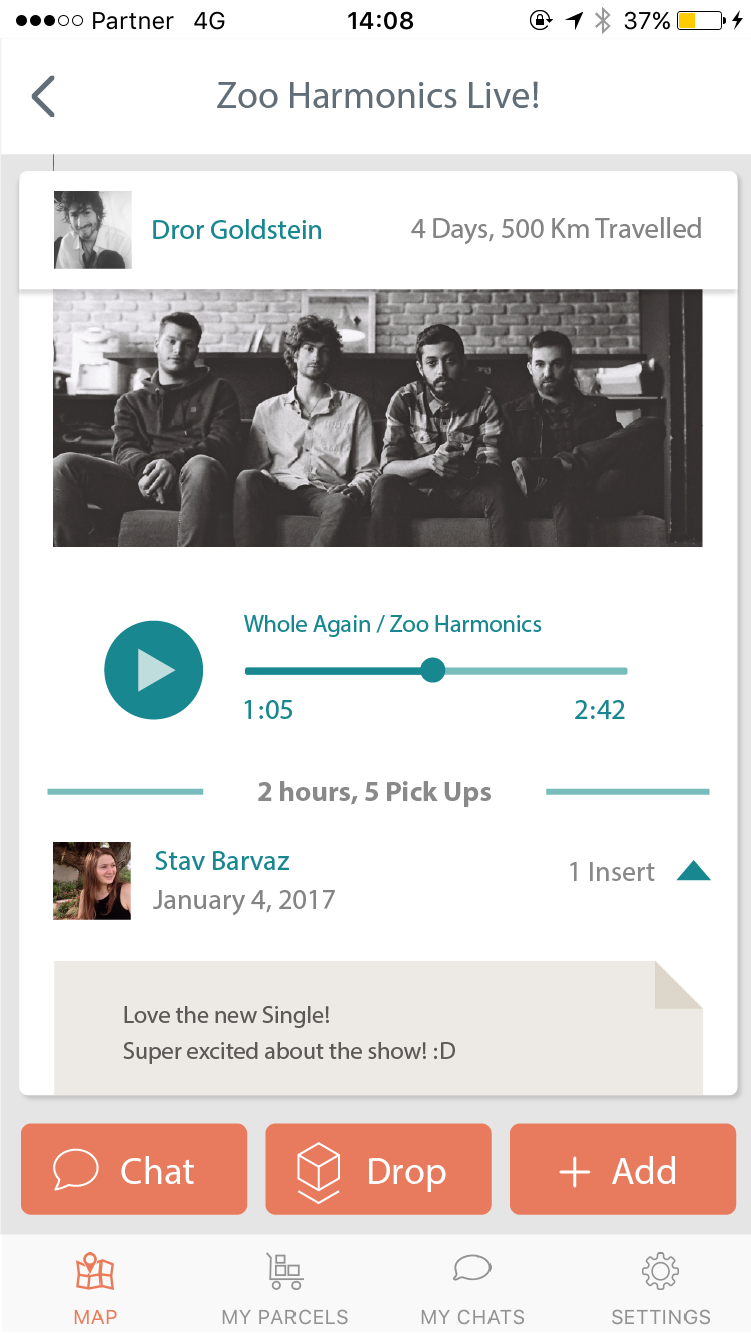 Partner 4G 14:08 37%
Zoo Harmonics Live!
Dror Goldstein 4 Days, 500 Km Travelled
Whole Again / Zoo Harmonics
1:05 2:42
2 hours, 5 Pick Ups
Stav Barvaz
January 4, 2017
1 Insert
Love the new Single!
Super excited about the show! :D
Chat Drop + Add
MAP MY PARCELS MY CHATS SETTINGS